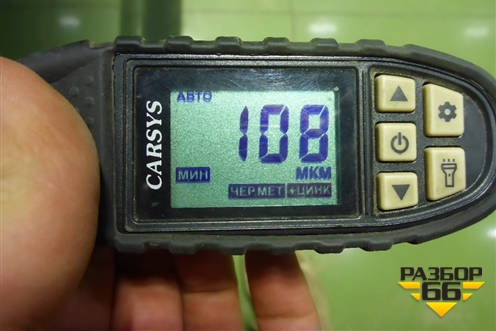 CARSYS
АВТО
108
МИН
МКМ
ЧЕР МЕТ +ЦИНК
РАЗБОР
66